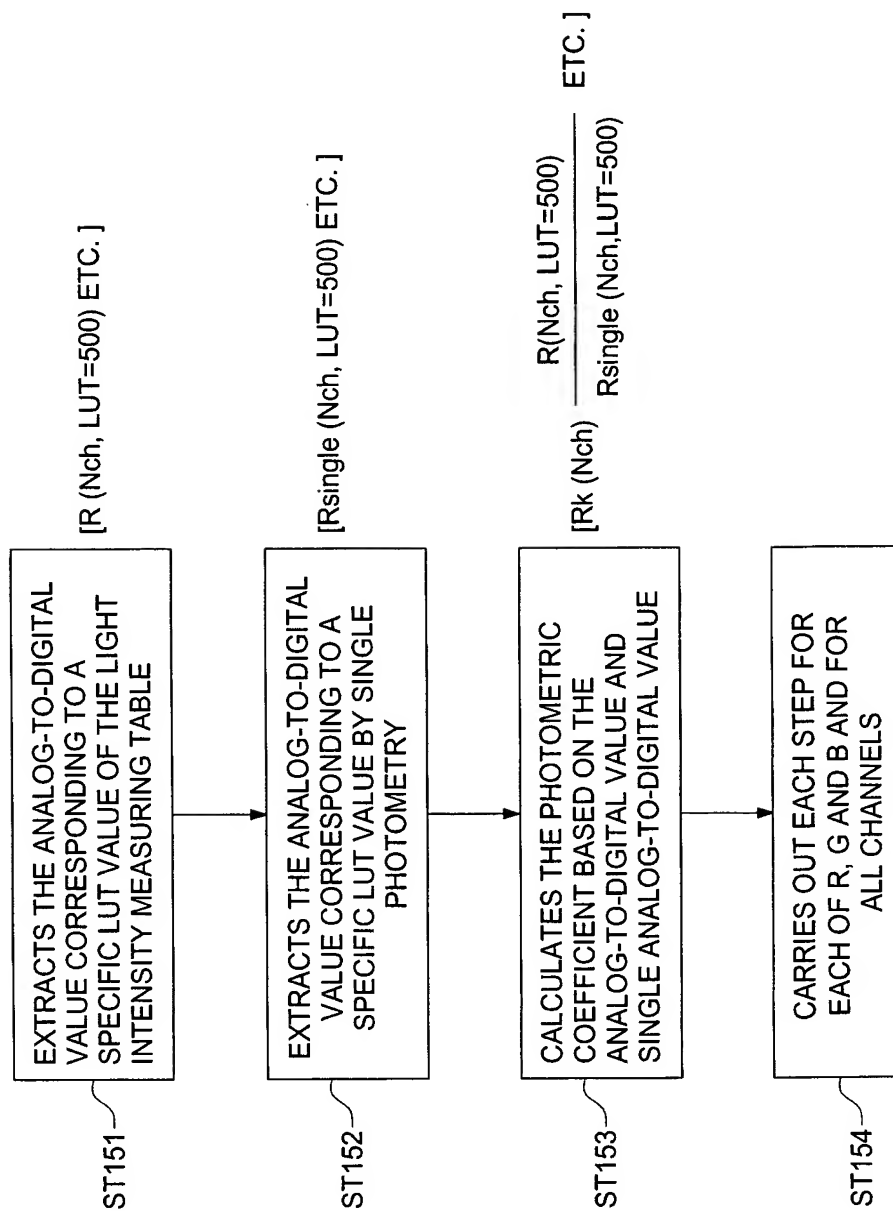 ST151
EXTRACTS THE ANALOG-TO-DIGITAL
VALUE CORRESPONDING TO A
SPECIFIC LUT VALUE OF THE LIGHT
INTENSITY MEASURING TABLE
[R (Nch, LUT=500) ETC. ]
ST152
EXTRACTS THE ANALOG-TO-DIGITAL
VALUE CORRESPONDING TO A
SPECIFIC LUT VALUE BY SINGLE
PHOTOMETRY
[Rsingle (Nch, LUT=500) ETC. ]
ST153
CALCULATES THE PHOTOMETRIC
COEFFICIENT BASED ON THE
ANALOG-TO-DIGITAL VALUE AND
SINGLE ANALOG-TO-DIGITAL VALUE
[Rk (Nch)
R(Nch, LUT=500)
Rsingle (Nch,LUT=500)
ETC. ]
ST154
CARRIES OUT EACH STEP FOR
EACH OF R, G AND B AND FOR
ALL CHANNELS